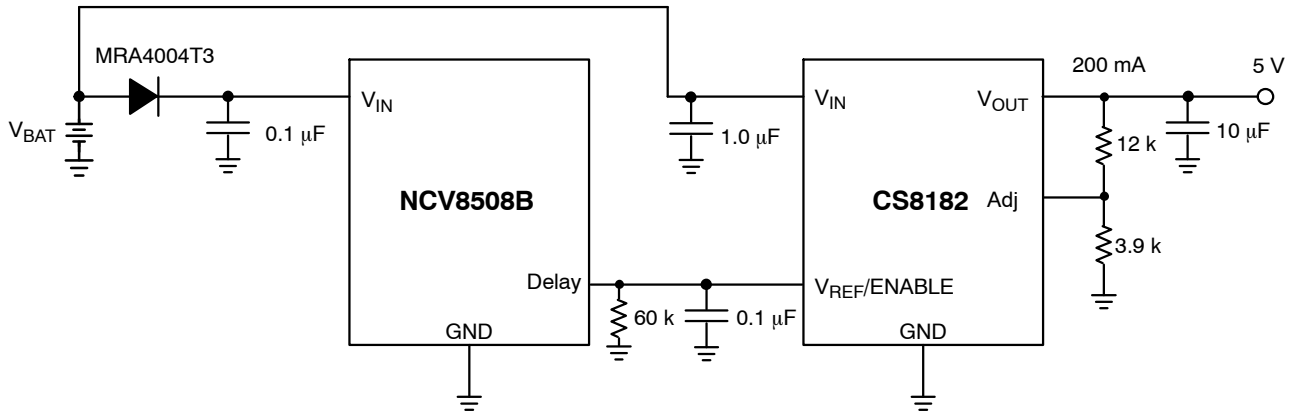 MRA4004T3
200 mA
5 V
V_IN
V_IN
V_OUT
V_BAT
0.1 μF
1.0 μF
12 k
10 μF
NCV8508B
CS8182
Adj
3.9 k
Delay
V_REF/ENABLE
60 k
0.1 μF
GND
GND